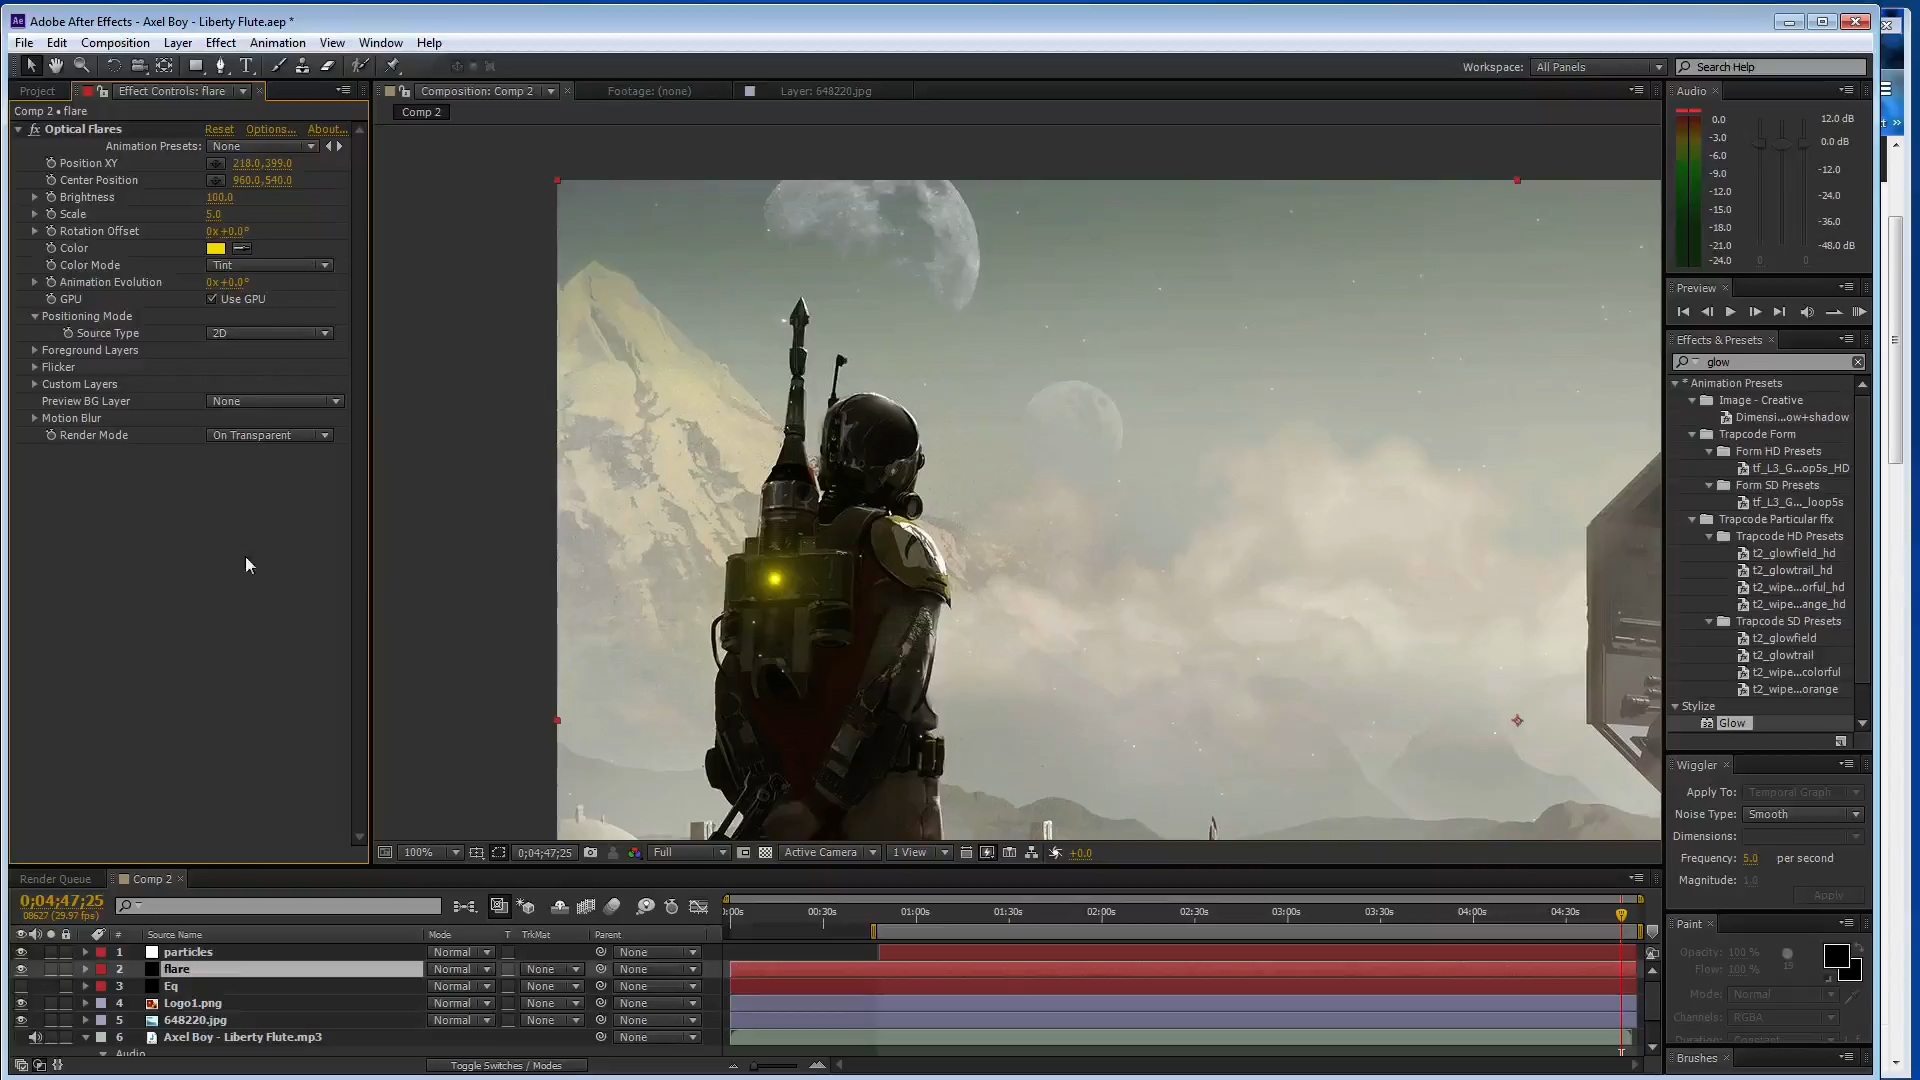 Adobe After Effects - Axel Boy - Liberty Flute.aep *
File Edit Composition Layer Effect Animation View Window Help
Workspace: All Panels Search Help
Project Effect Controls: flare
Comp 2 • flare
Optical Flares Reset Options... About...
Animation Presets: None
Position XY 218.0,399.0
Center Position 960.0,540.0
Brightness 100.0
Scale 5.0
Rotation Offset 0x+0.0°
Color
Color Mode Tint
Animation Evolution 0x+0.0°
GPU Use GPU
Positioning Mode
Source Type 2D
Foreground Layers
Flicker
Custom Layers
Preview BG Layer None
Motion Blur
Render Mode On Transparent
Composition: Comp 2 Footage: (none) Layer: 648220.jpg
Comp 2
100% 0;04;47;25 Full Active Camera 1 View +0.0
Audio
0.0 12.0 dB
-3.0 0.0 dB
-6.0
-9.0 -12.0
-12.0 -24.0
-15.0
-18.0 -36.0
-21.0 -48.0 dB
-24.0 0 0
Preview
Effects & Presets
glow
* Animation Presets
Image - Creative
Dimensi...ow+shadow
Trapcode Form
Form HD Presets
tf_L3_G...op5s_HD
Form SD Presets
tf_L3_G..._loop5s
Trapcode Particular ffx
Trapcode HD Presets
t2_glowfield_hd
t2_glowtrail_hd
t2_wipe...orful_hd
t2_wipe...ange_hd
Trapcode SD Presets
t2_glowfield
t2_glowtrail
t2_wipe...colorful
t2_wipe...orange
Stylize
Glow
Wiggler
Apply To: Temporal Graph
Noise Type: Smooth
Dimensions:
Frequency: 5.0 per second
Magnitude: 1.0
Apply
Paint
Opacity: 100 %
Flow: 100 % 19
Mode: Normal
Channels: RGBA
Duration: Constant
Brushes
Render Queue Comp 2
0;04;47;25
08627 (29.97 fps)
:00s 00:30s 01:00s 01:30s 02:00s 02:30s 03:00s 03:30s 04:00s 04:30s
# Source Name Mode T TrkMat Parent
1 particles Normal None
2 flare Normal None None
3 Eq Normal None None
4 Logo1.png Normal None None
5 648220.jpg Normal None None
6 Axel Boy - Liberty Flute.mp3 None
Audio
Toggle Switches / Modes